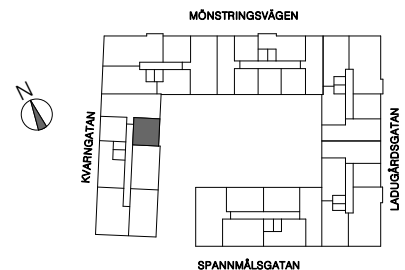 MÖNSTRINGSVÄGEN
N
KVARNGATAN
LADUGÅRDSGATAN
SPANNMÅLSGATAN